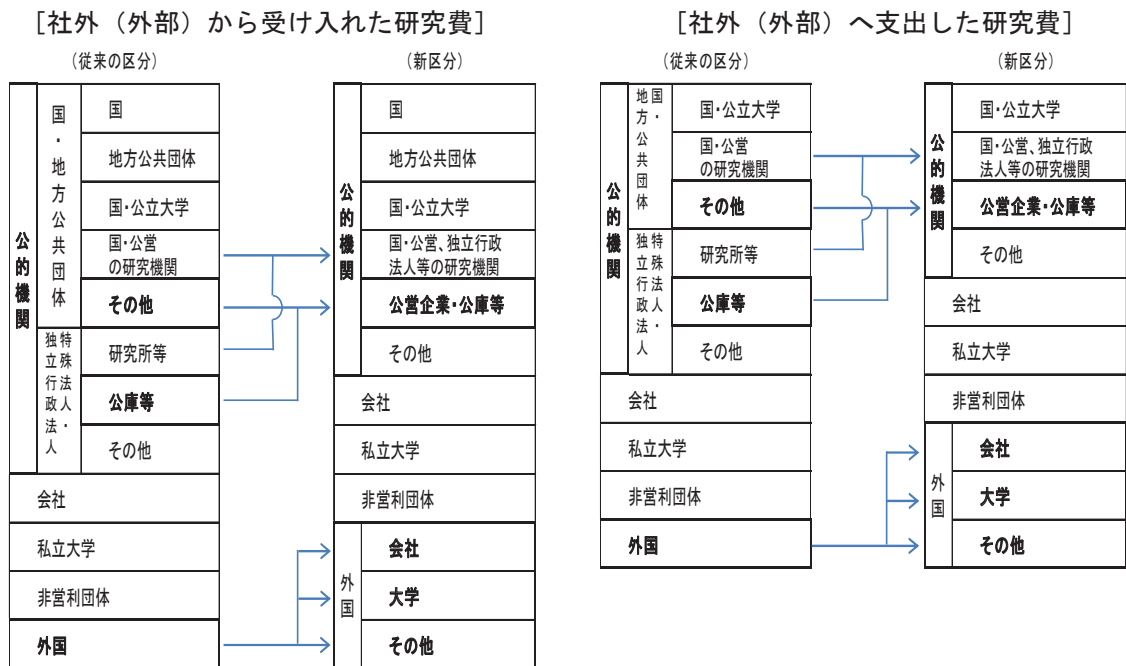 [社外（外部）から受け入れた研究費]
（従来の区分）
公的機関
国・地方公共団体
国
地方公共団体
国・公立大学
国・公営
の研究機関
その他
特殊法人・
独立行政法人
研究所等
公庫等
その他
会社
私立大学
非営利団体
外国
（新区分）
公的機関
国
地方公共団体
国・公立大学
国・公営、独立行政
法人等の研究機関
公営企業・公庫等
その他
会社
私立大学
非営利団体
外国
会社
大学
その他
[社外（外部）へ支出した研究費]
（従来の区分）
公的機関
国・
地方公共団体
国・公立大学
国・公営
の研究機関
その他
特殊法人・
独立行政法人
研究所等
公庫等
その他
会社
私立大学
非営利団体
外国
（新区分）
公的機関
国・公立大学
国・公営、独立行政
法人等の研究機関
公営企業・公庫等
その他
会社
私立大学
非営利団体
外国
会社
大学
その他